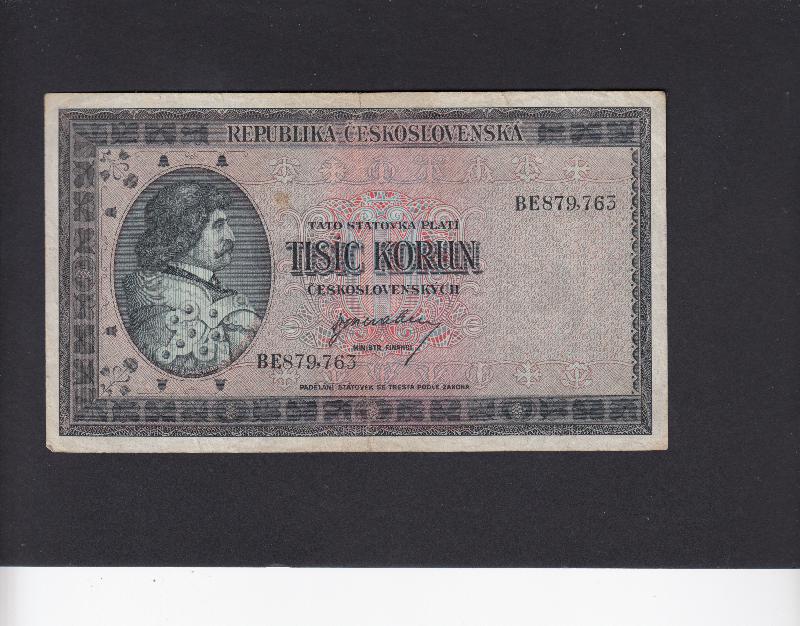 REPUBLIKA ČESKOSLOVENSKÁ
BE879,763
TATO STÁTOVKA PLATÍ
TISÍC KORUN
ČESKOSLOVENSKÝCH
MINISTR FINANCÍ
BE879,763
PADĚLÁNÍ STÁTOVEK SE TRESTÁ PODLE ZÁKONA